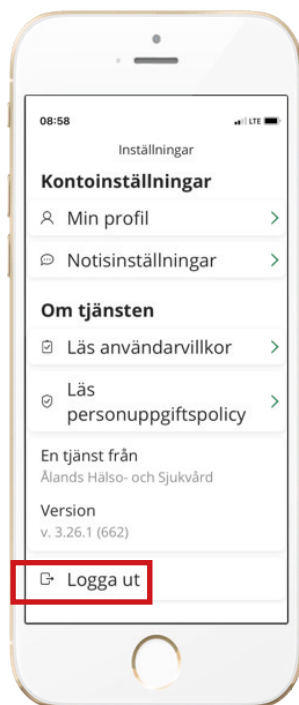 08:58 LTE
Inställningar
Kontoinställningar
Min profil
Notisinställningar
Om tjänsten
Läs användarvillkor
Läs
personuppgiftspolicy
En tjänst från
Ålands Hälso- och Sjukvård
Version
v. 3.26.1 (662)
Logga ut